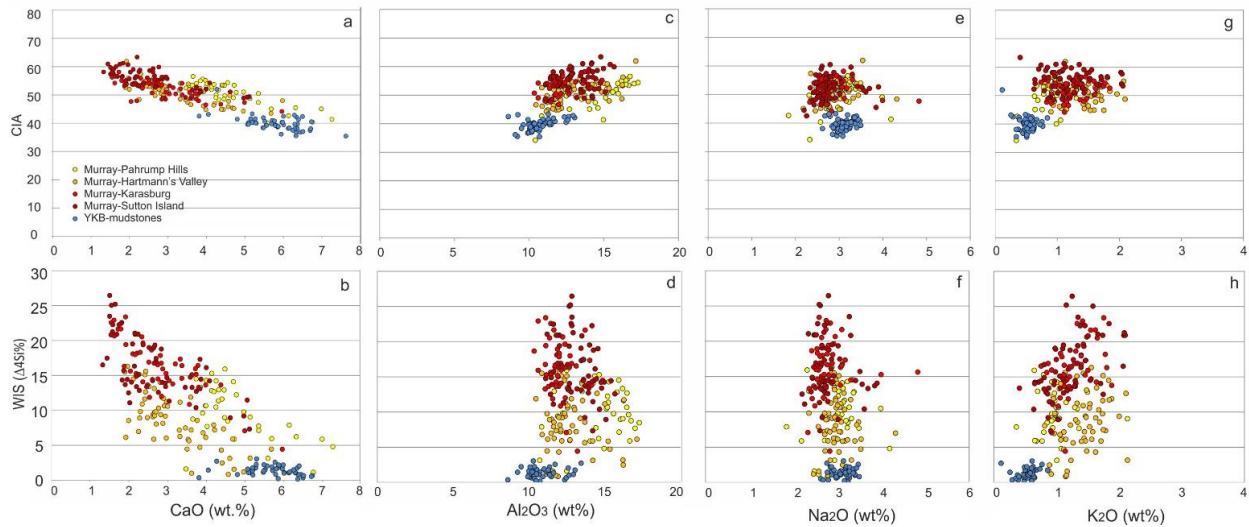 a
c
e
g
CIA
80
70
60
50
40
30
20
10
0
Murray-Pahrump Hills
Murray-Hartmann's Valley
Murray-Karasburg
Murray-Sutton Island
YKB-mudstones
0 1 2 3 4 5 6 7 8
0 5 10 15 20
0 1 2 3 4 5 6
0 1 2 3 4
b
d
f
h
WIS (Δ4Si%)
30
25
20
15
10
5
0
0 1 2 3 4 5 6 7 8
0 5 10 15 20
0 1 2 3 4 5 6
0 1 2 3 4
CaO (wt.%)
Al2O3 (wt%)
Na2O (wt%)
K2O (wt%)